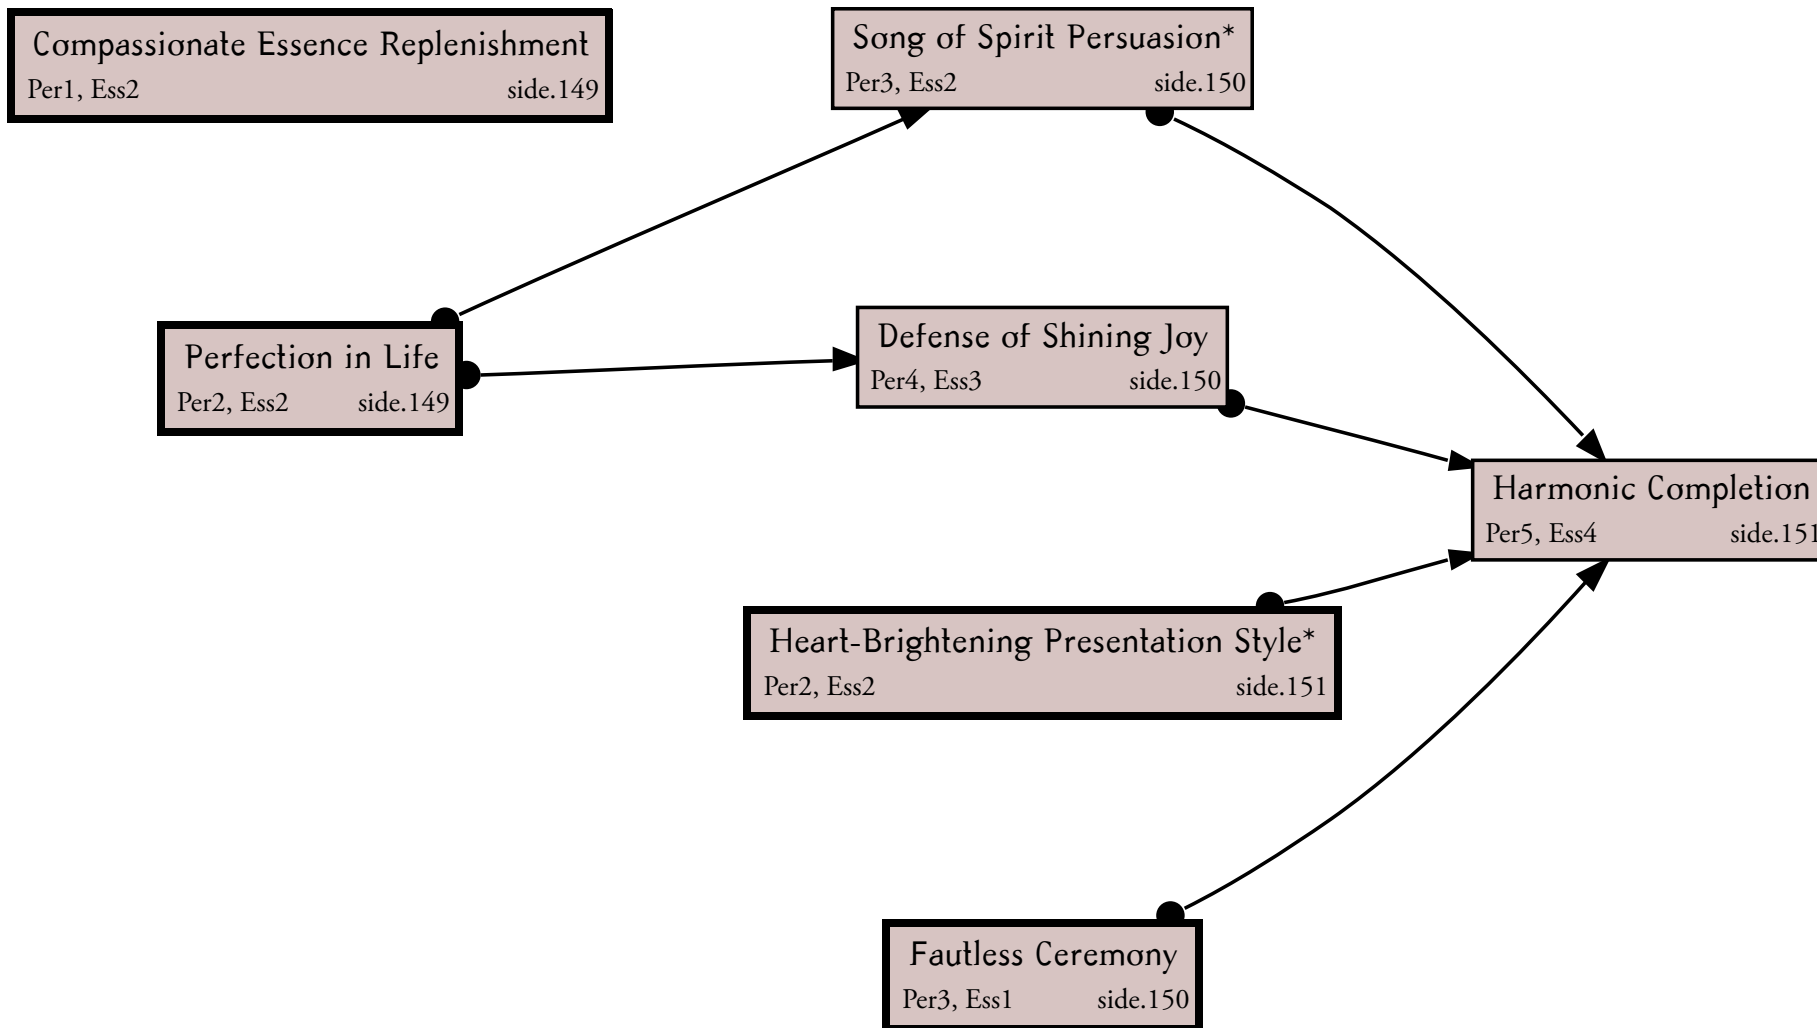 Compassionate Essence Replenishment
Per1, Ess2 side.149
Song of Spirit Persuasion*
Per3, Ess2 side.150
Perfection in Life
Per2, Ess2 side.149
Defense of Shining Joy
Per4, Ess3 side.150
Harmonic Completion
Per5, Ess4 side.151
Heart-Brightening Presentation Style*
Per2, Ess2 side.151
Fautless Ceremony
Per3, Ess1 side.150